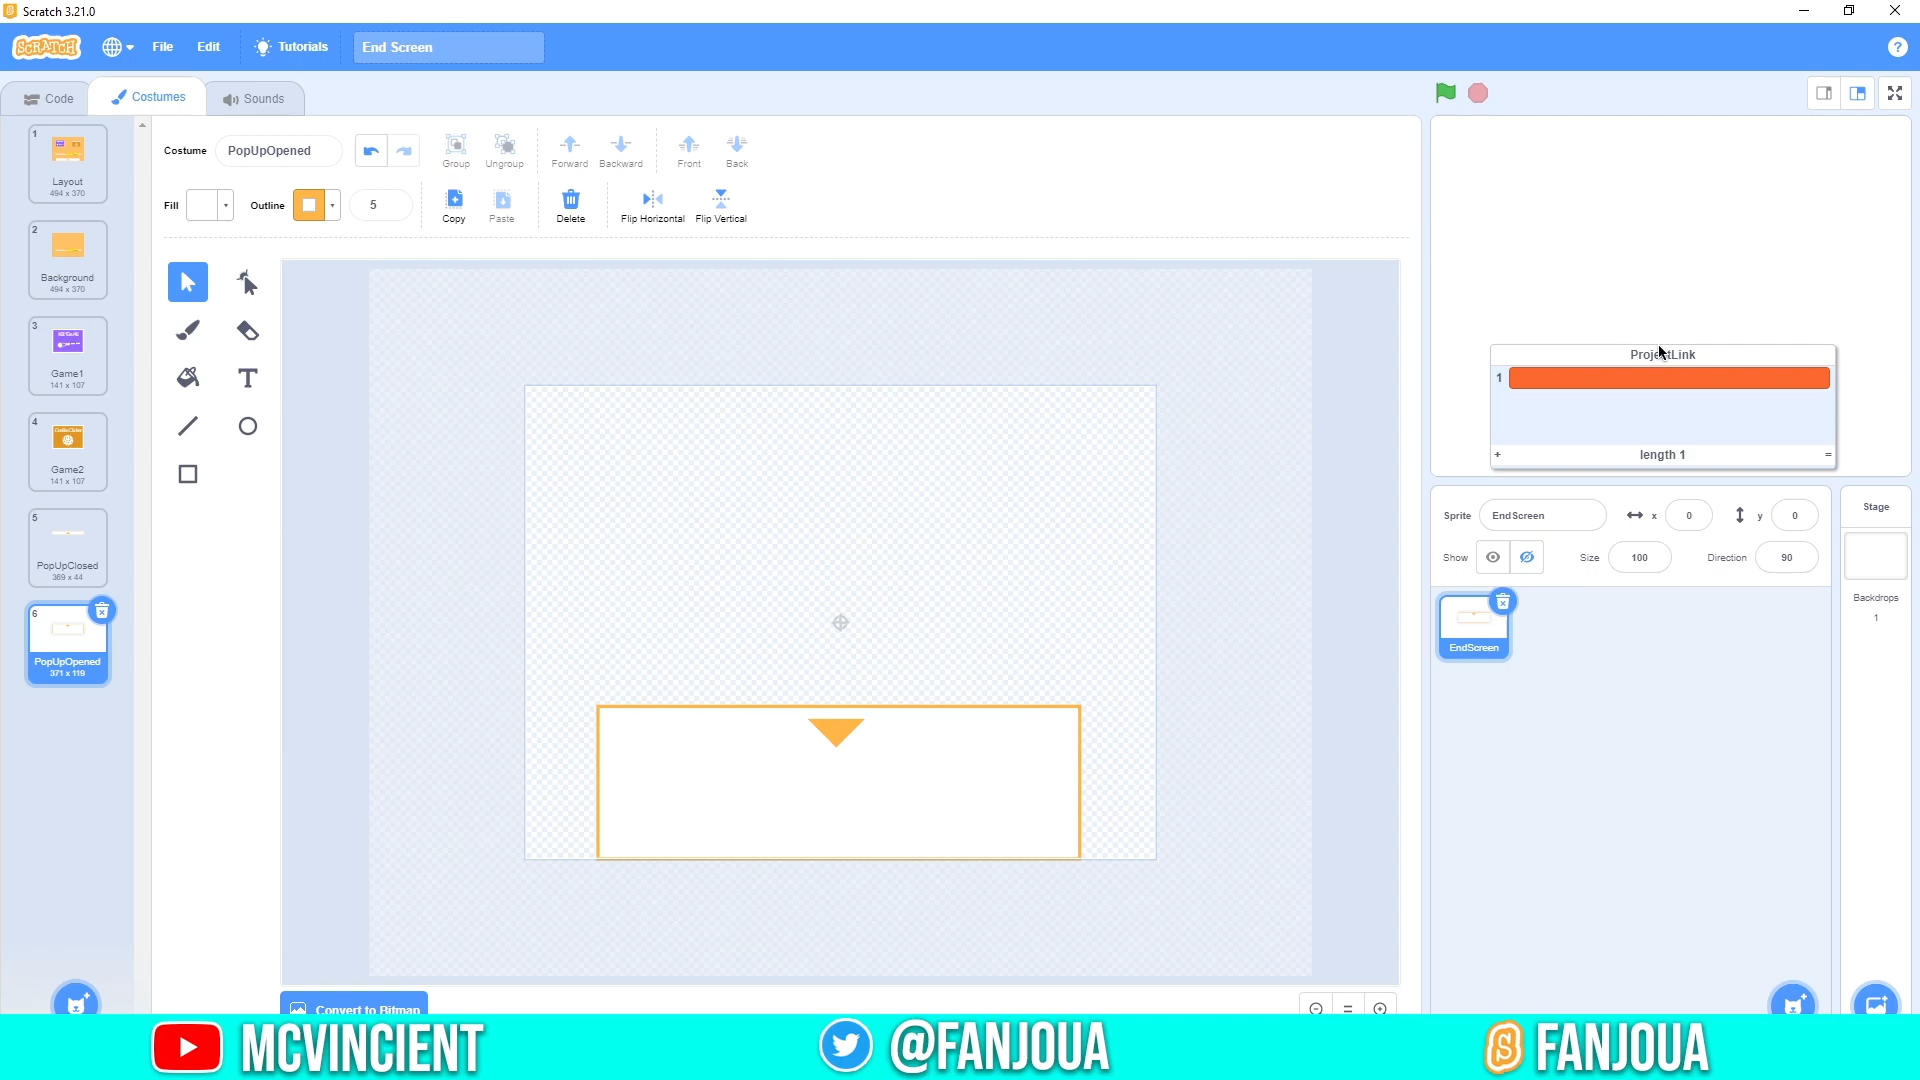 Scratch 3.21.0
SCRATCH File Edit Tutorials End Screen ?
Code Costumes Sounds
Costume PopUpOpened Group Ungroup Forward Backward Front Back
Fill Outline 5 Copy Paste Delete Flip Horizontal Flip Vertical
1
Layout
494 x 370
2
Background
494 x 370
3
Game1
141 x 107
4
Cookie Clicker
Game2
141 x 107
5
PopUpClosed
369 x 44
6
PopUpOpened
371 x 119
Convert to Bitmap
ProjectLink
1
+ length 1 =
Sprite EndScreen x 0 y 0
Show Size 100 Direction 90
EndScreen
Stage
Backdrops
1
MCVINCIENT @FANJOUA FANJOUA